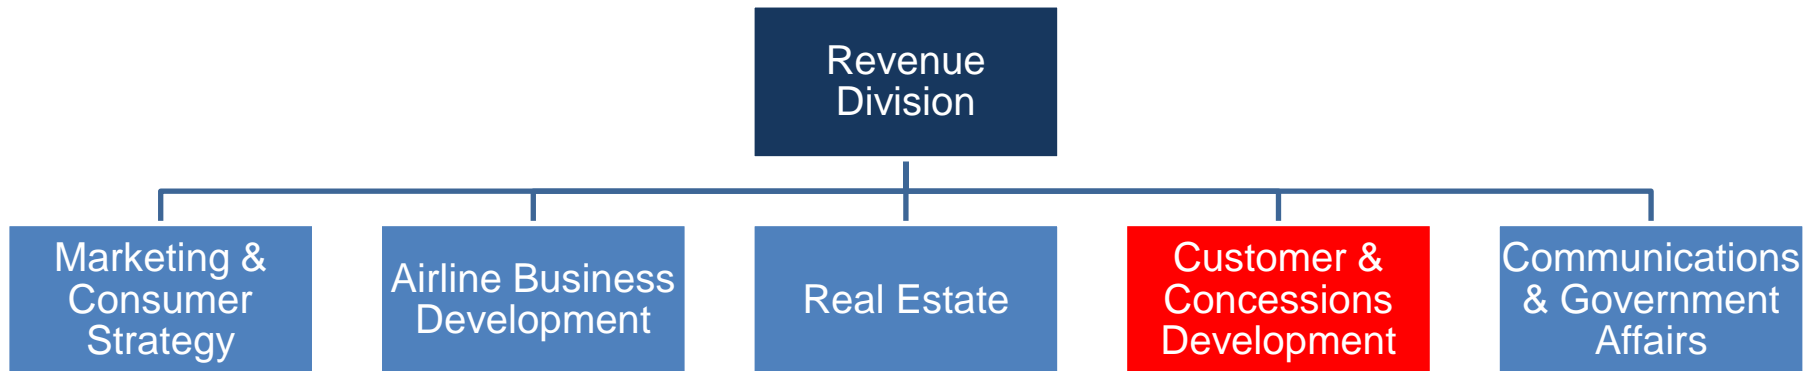 Revenue
Division
Marketing &
Consumer
Strategy
Airline Business
Development
Real Estate
Customer &
Concessions
Development
Communications
& Government
Affairs